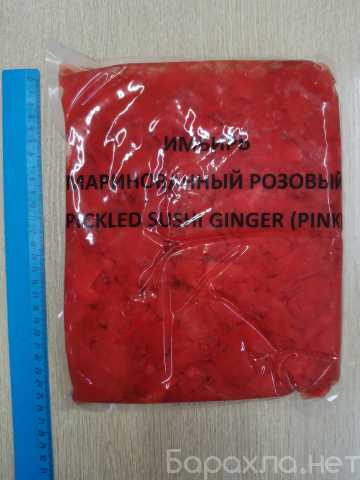 ИМБИРЬ
МАРИНОВАННЫЙ РОЗОВЫЙ
PICKLED SUSHI GINGER (PINK)
Барахла.нет